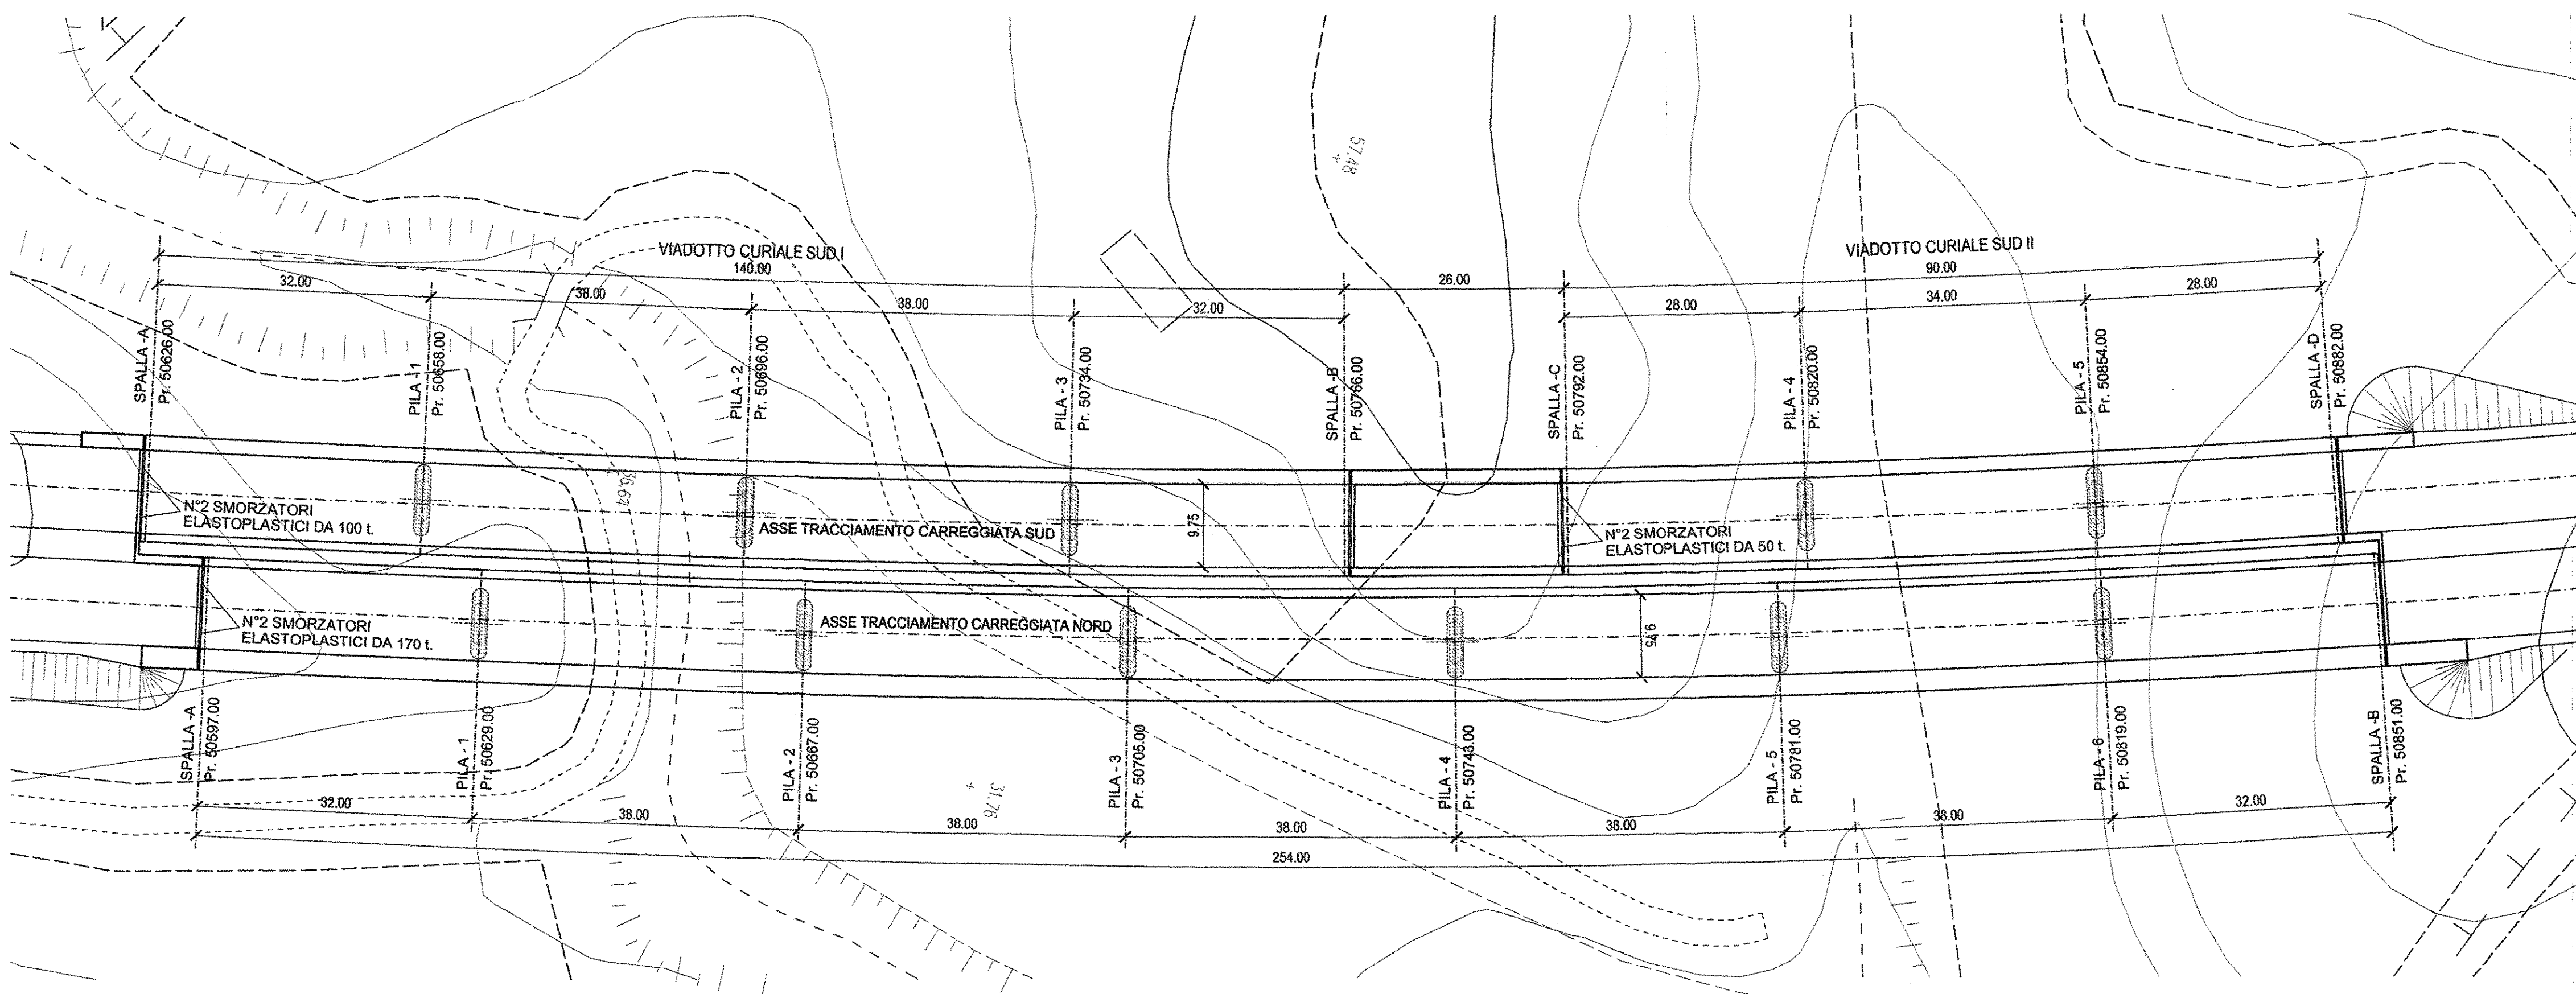 57.48
VIADOTTO CURIALE SUD I
140.00
26.00
VIADOTTO CURIALE SUD II
90.00
32.00
38.00
38.00
32.00
28.00
34.00
28.00
SPALLA -A
Pr. 50626.00
PILA - 1
Pr. 50658.00
PILA - 2
Pr. 50696.00
PILA - 3
Pr. 50734.00
SPALLA -B
Pr. 50766.00
SPALLA -C
Pr. 50792.00
PILA - 4
Pr. 50820.00
PILA - 5
Pr. 50854.00
SPALLA -D
Pr. 50882.00
N°2 SMORZATORI
ELASTOPLASTICI DA 100 t.
ASSE TRACCIAMENTO CARREGGIATA SUD
9.75
N°2 SMORZATORI
ELASTOPLASTICI DA 50 t.
N°2 SMORZATORI
ELASTOPLASTICI DA 170 t.
ASSE TRACCIAMENTO CARREGGIATA NORD
9.75
SPALLA -A
Pr. 50597.00
PILA - 1
Pr. 50629.00
PILA - 2
Pr. 50667.00
PILA - 3
Pr. 50705.00
PILA - 4
Pr. 50743.00
PILA - 5
Pr. 50781.00
PILA - 6
Pr. 50819.00
SPALLA -B
Pr. 50851.00
31.76
32.00
38.00
38.00
38.00
38.00
38.00
32.00
254.00